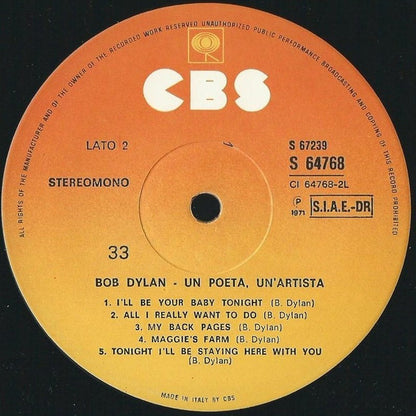 ALL RIGHTS OF THE MANUFACTURER AND OF THE OWNER OF THE RECORDED WORK RESERVED. UNAUTHORIZED PUBLIC PERFORMANCE BROADCASTING AND COPYING OF THIS RECORD PROHIBITED
CBS
LATO 2
1
S 67239
S 64768
STEREOMONO
CI 64768-2L
P
1971
S.I.A.E.-DR
33
BOB DYLAN - UN POETA, UN'ARTISTA
1. I'LL BE YOUR BABY TONIGHT (B. Dylan)
2. ALL I REALLY WANT TO DO (B. Dylan)
3. MY BACK PAGES (B. Dylan)
4. MAGGIE'S FARM (B. Dylan)
5. TONIGHT I'LL BE STAYING HERE WITH YOU
(B. Dylan)
MADE IN ITALY BY CBS